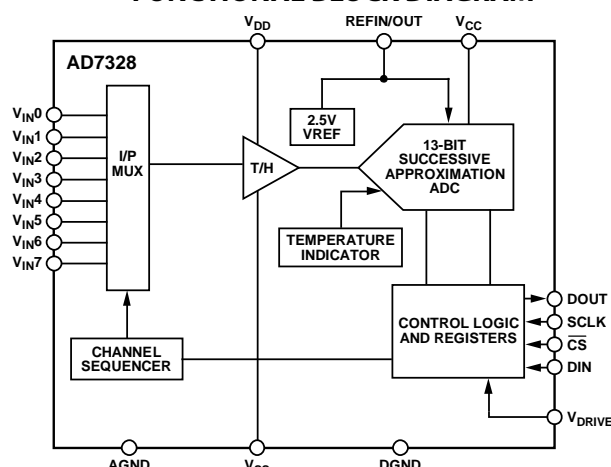 FUNCTIONAL BLOCK DIAGRAM
VDD
REFIN/OUT
VCC
AD7328
VIN0
VIN1
VIN2
VIN3
VIN4
VIN5
VIN6
VIN7
I/P
MUX
T/H
2.5V
VREF
13-BIT
SUCCESSIVE
APPROXIMATION
ADC
TEMPERATURE
INDICATOR
CHANNEL
SEQUENCER
CONTROL LOGIC
AND REGISTERS
DOUT
SCLK
CS
DIN
VDRIVE
AGND
VSS
DGND